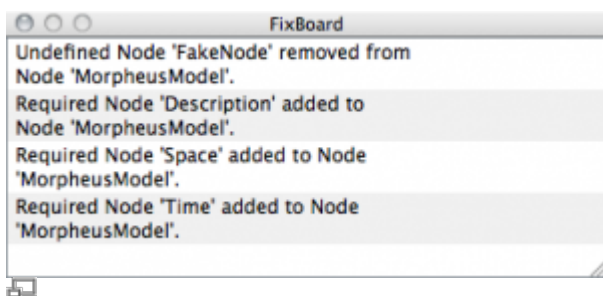 FixBoard
Undefined Node 'FakeNode' removed from
Node 'MorpheusModel'.
Required Node 'Description' added to
Node 'MorpheusModel'.
Required Node 'Space' added to Node
'MorpheusModel'.
Required Node 'Time' added to Node
'MorpheusModel'.